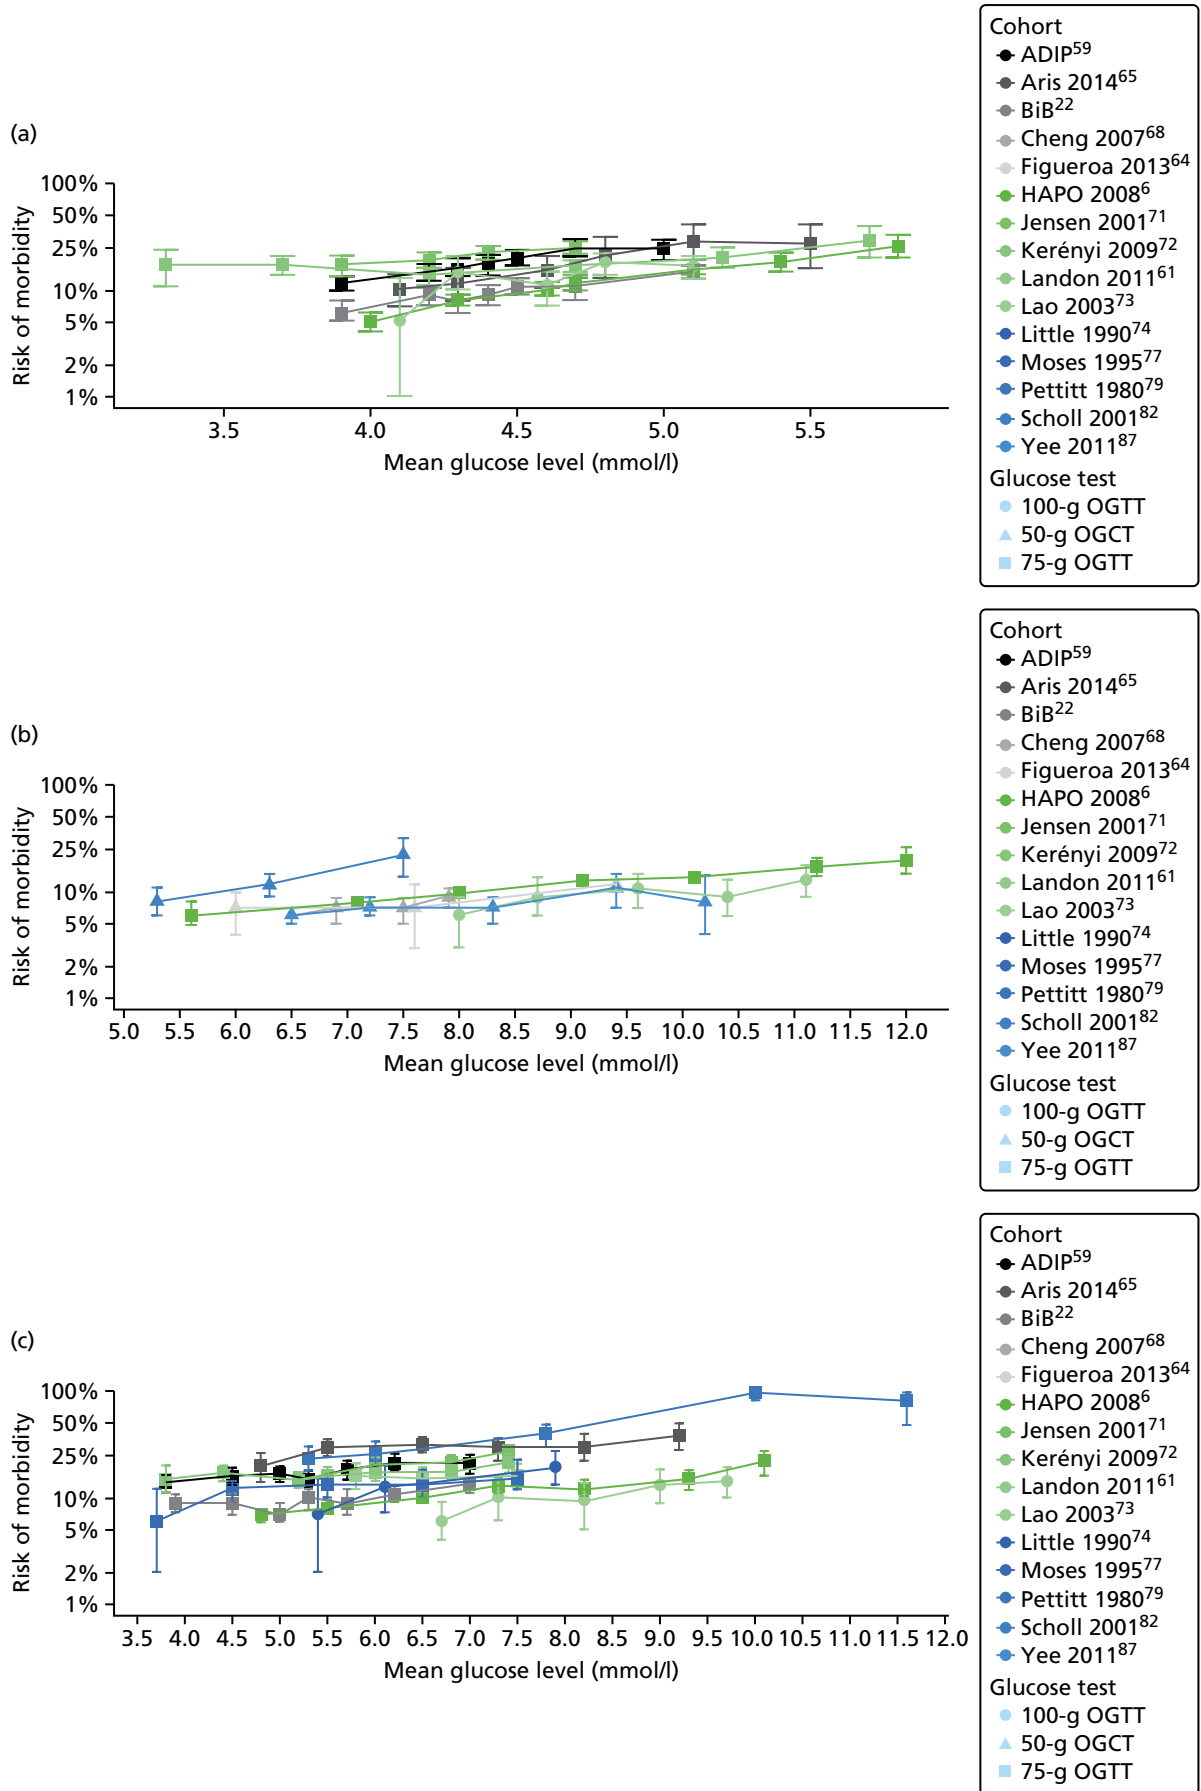 (a)
Risk of morbidity
100%
50%
25%
10%
5%
2%
1%
3.5 4.0 4.5 5.0 5.5
Mean glucose level (mmol/l)
Cohort
ADIP59
Aris 201465
BiB22
Cheng 200768
Figueroa 201364
HAPO 20086
Jensen 200171
Kerényi 200972
Landon 201161
Lao 200373
Little 199074
Moses 199577
Pettitt 198079
Scholl 200182
Yee 201187
Glucose test
100-g OGTT
50-g OGCT
75-g OGTT
(b)
Risk of morbidity
100%
50%
25%
10%
5%
2%
1%
5.0 5.5 6.0 6.5 7.0 7.5 8.0 8.5 9.0 9.5 10.0 10.5 11.0 11.5 12.0
Mean glucose level (mmol/l)
Cohort
ADIP59
Aris 201465
BiB22
Cheng 200768
Figueroa 201364
HAPO 20086
Jensen 200171
Kerényi 200972
Landon 201161
Lao 200373
Little 199074
Moses 199577
Pettitt 198079
Scholl 200182
Yee 201187
Glucose test
100-g OGTT
50-g OGCT
75-g OGTT
(c)
Risk of morbidity
100%
50%
25%
10%
5%
2%
1%
3.5 4.0 4.5 5.0 5.5 6.0 6.5 7.0 7.5 8.0 8.5 9.0 9.5 10.0 10.5 11.0 11.5 12.0
Mean glucose level (mmol/l)
Cohort
ADIP59
Aris 201465
BiB22
Cheng 200768
Figueroa 201364
HAPO 20086
Jensen 200171
Kerényi 200972
Landon 201161
Lao 200373
Little 199074
Moses 199577
Pettitt 198079
Scholl 200182
Yee 201187
Glucose test
100-g OGTT
50-g OGCT
75-g OGTT